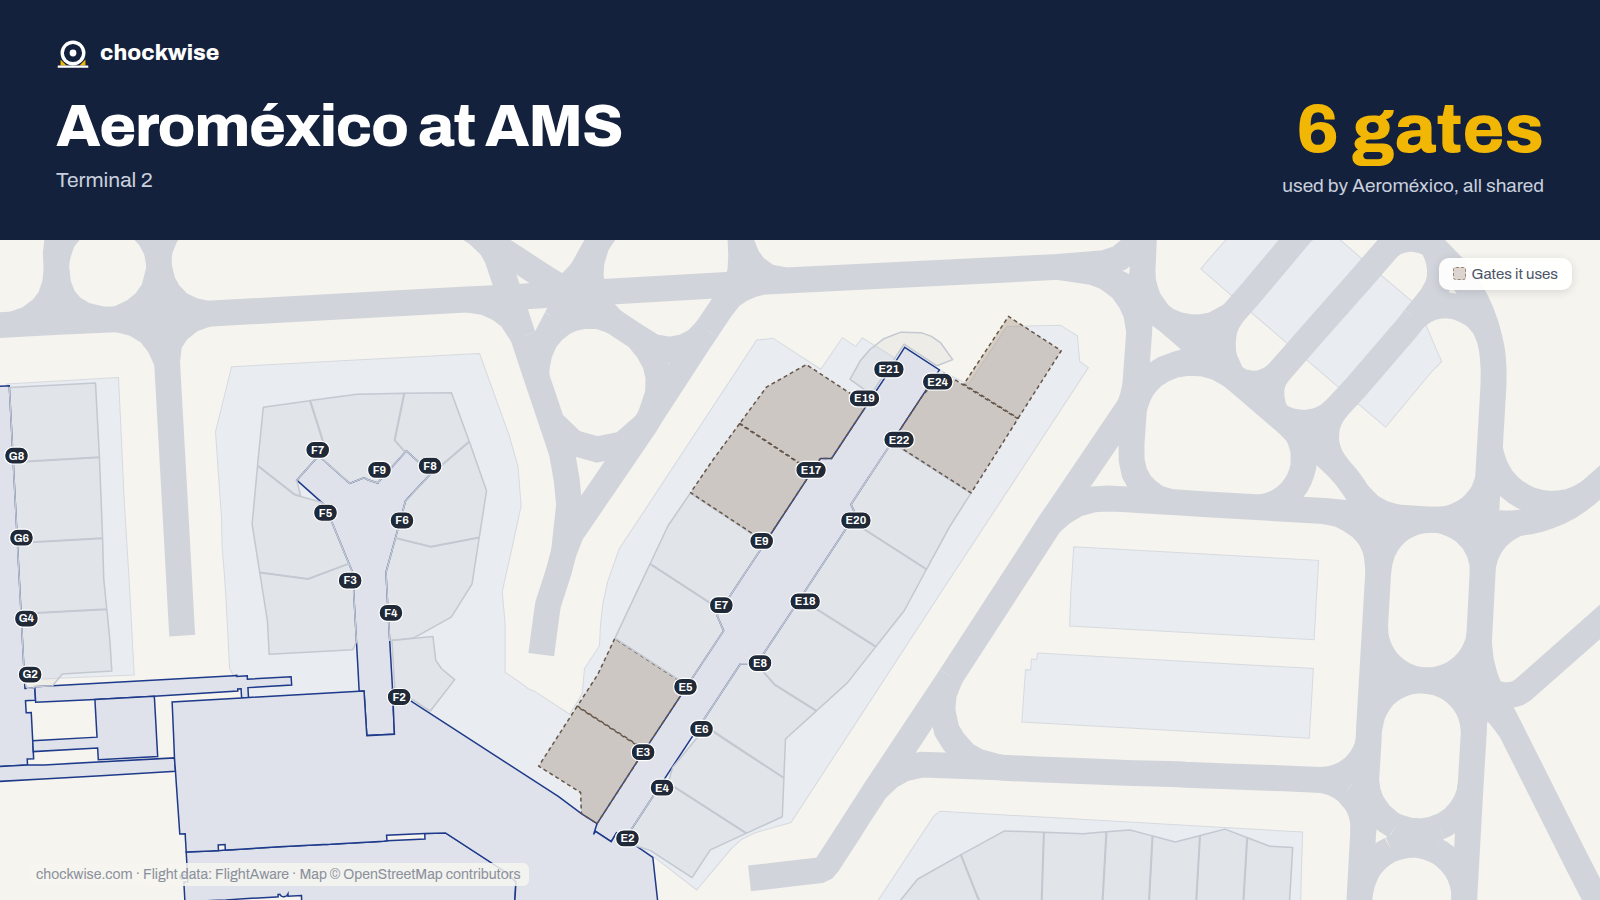 chockwise
Aeroméxico at AMS
Terminal 2
6 gates
used by Aeroméxico, all shared
Gates it uses
E21
E24
E19
E22
E17
E20
E9
E7
E18
E8
E5
E6
E3
E4
E2
F7
F9
F8
F5
F6
F3
F4
F2
G8
G6
G4
G2
chockwise.com · Flight data: FlightAware · Map © OpenStreetMap contributors